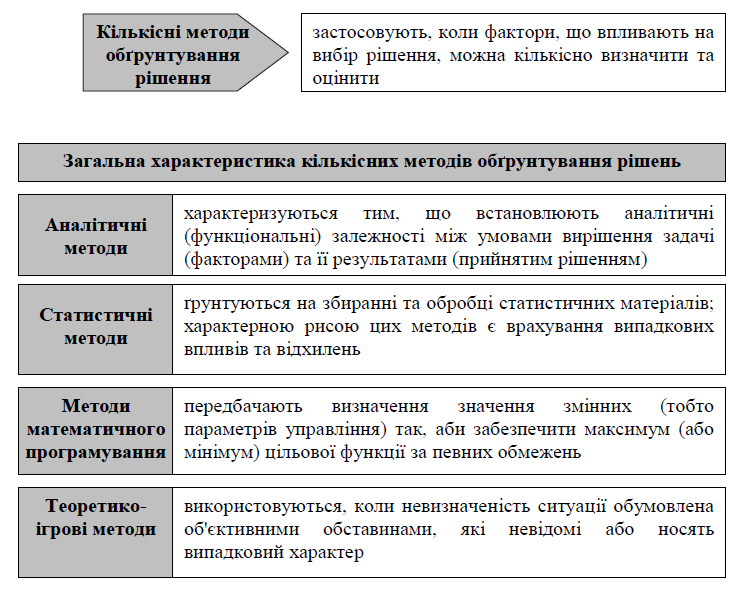 Кількісні методи
обґрунтування
рішення
застосовують, коли фактори, що впливають на
вибір рішення, можна кількісно визначити та
оцінити
Загальна характеристика кількісних методів обґрунтування рішень
Аналітичні
методи
характеризуються тим, що встановлюють аналітичні
(функціональні) залежності між умовами вирішення задачі
(факторами) та її результатами (прийнятим рішенням)
Статистичні
методи
ґрунтуються на збиранні та обробці статистичних матеріалів;
характерною рисою цих методів є врахування випадкових
впливів та відхилень
Методи
математичного
програмування
передбачають визначення значення змінних (тобто
параметрів управління) так, аби забезпечити максимум (або
мінімум) цільової функції за певних обмежень
Теоретико-
ігрові методи
використовуються, коли невизначеність ситуації обумовлена
об'єктивними обставинами, які невідомі або носять
випадковий характер